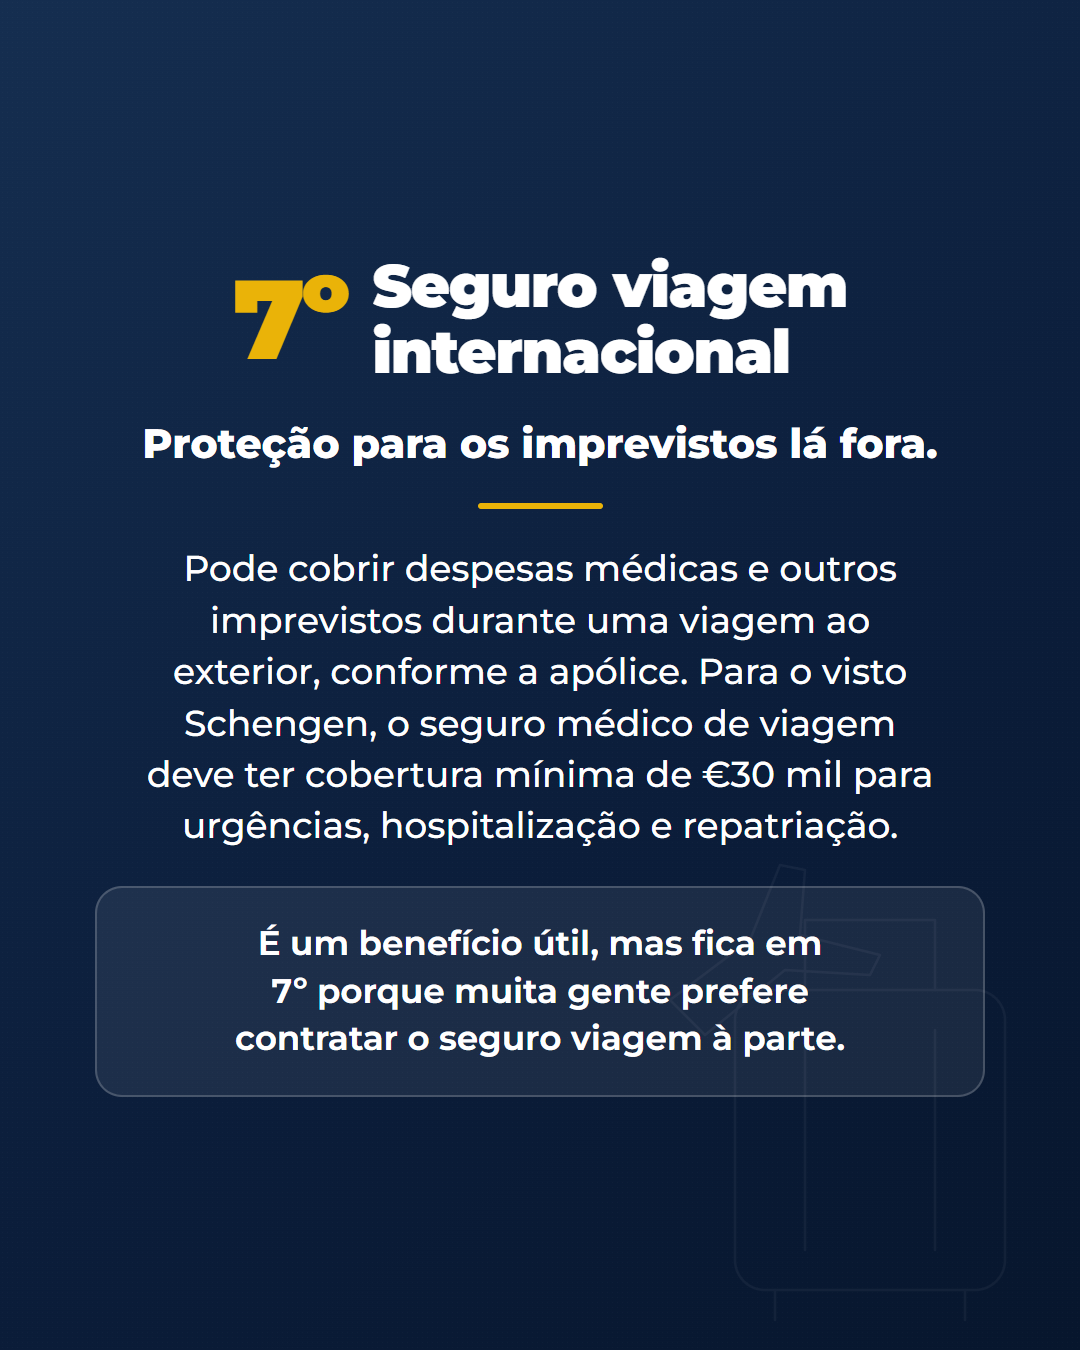 7º Seguro viagem
internacional
Proteção para os imprevistos lá fora.
Pode cobrir despesas médicas e outros
imprevistos durante uma viagem ao
exterior, conforme a apólice. Para o visto
Schengen, o seguro médico de viagem
deve ter cobertura mínima de €30 mil para
urgências, hospitalização e repatriação.
É um benefício útil, mas fica em
7º porque muita gente prefere
contratar o seguro viagem à parte.